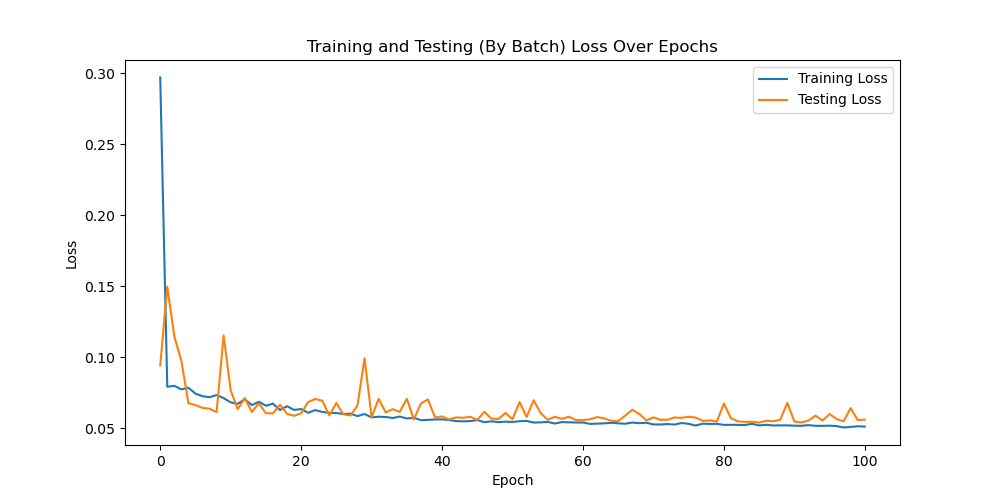 Training and Testing (By Batch) Loss Over Epochs
Training Loss
Testing Loss
0.30
0.25
0.20
0.15
0.10
0.05
Loss
0 20 40 60 80 100
Epoch